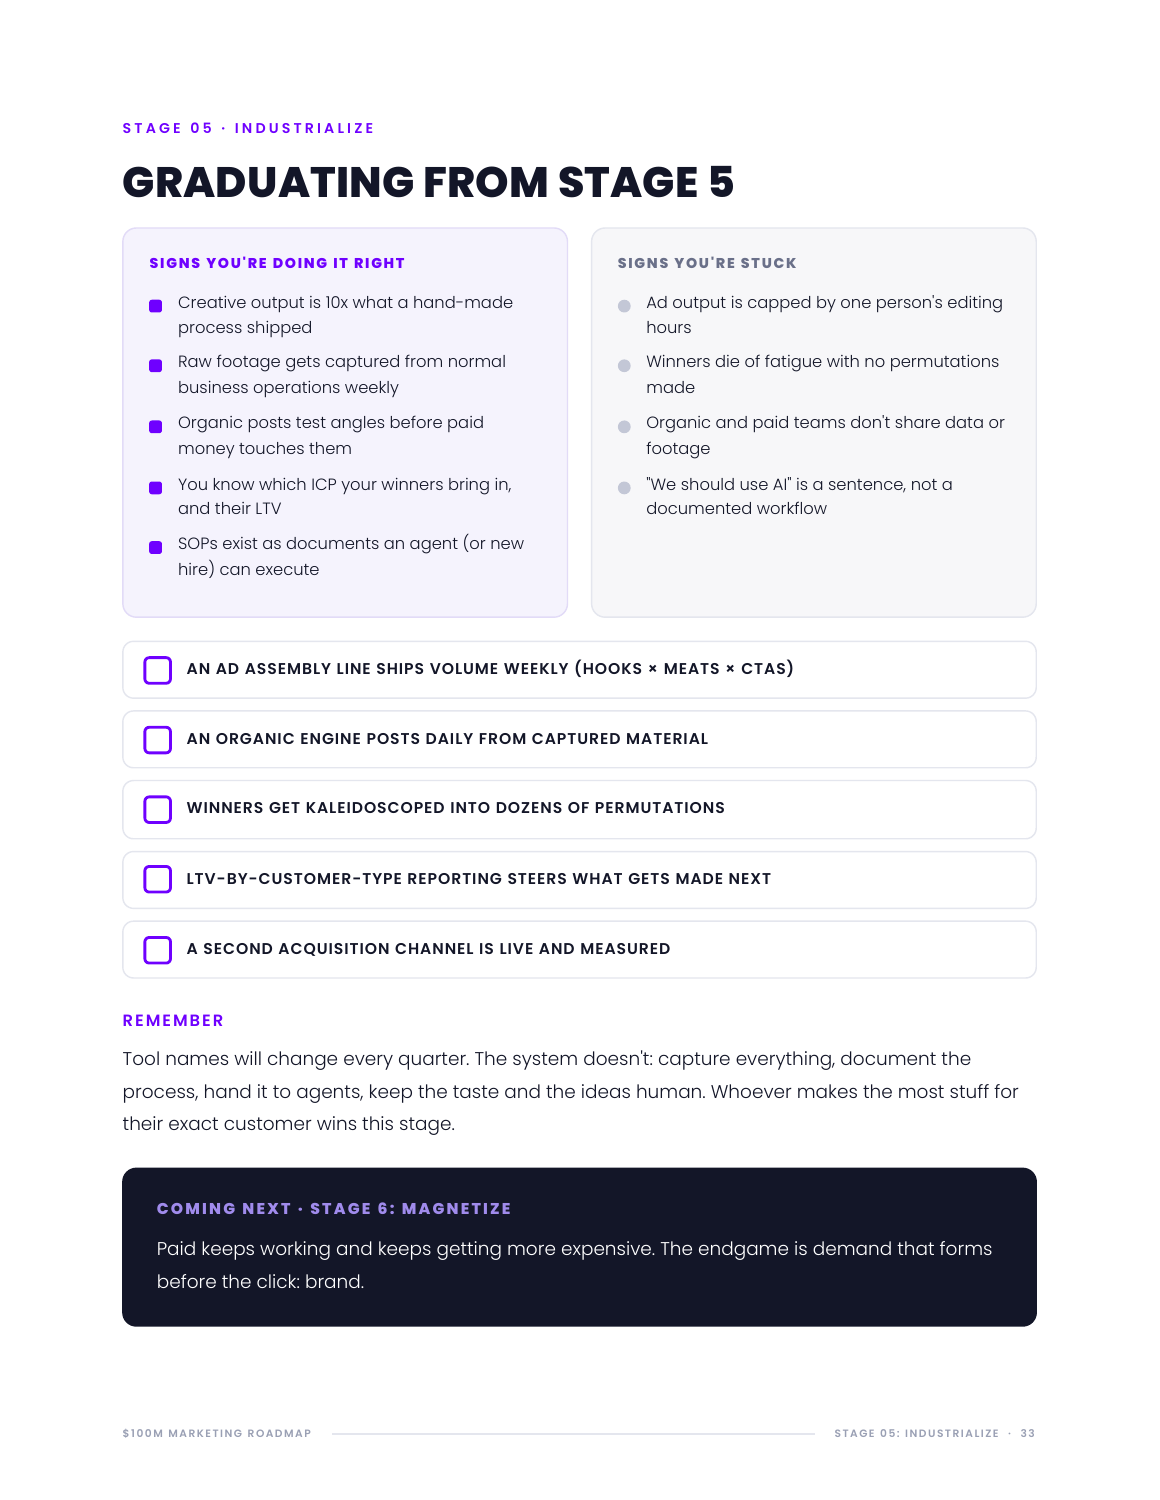 STAGE 05 · INDUSTRIALIZE
GRADUATING FROM STAGE 5
SIGNS YOU'RE DOING IT RIGHT
Creative output is 10x what a hand-made
process shipped
Raw footage gets captured from normal
business operations weekly
Organic posts test angles before paid
money touches them
You know which ICP your winners bring in,
and their LTV
SOPs exist as documents an agent (or new
hire) can execute
SIGNS YOU'RE STUCK
Ad output is capped by one person's editing
hours
Winners die of fatigue with no permutations
made
Organic and paid teams don't share data or
footage
"We should use AI" is a sentence, not a
documented workflow
AN AD ASSEMBLY LINE SHIPS VOLUME WEEKLY (HOOKS × MEATS × CTAS)
AN ORGANIC ENGINE POSTS DAILY FROM CAPTURED MATERIAL
WINNERS GET KALEIDOSCOPED INTO DOZENS OF PERMUTATIONS
LTV-BY-CUSTOMER-TYPE REPORTING STEERS WHAT GETS MADE NEXT
A SECOND ACQUISITION CHANNEL IS LIVE AND MEASURED
REMEMBER
Tool names will change every quarter. The system doesn't: capture everything, document the
process, hand it to agents, keep the taste and the ideas human. Whoever makes the most stuff for
their exact customer wins this stage.
COMING NEXT · STAGE 6: MAGNETIZE
Paid keeps working and keeps getting more expensive. The endgame is demand that forms
before the click: brand.
$100M MARKETING ROADMAP
STAGE 05: INDUSTRIALIZE · 33